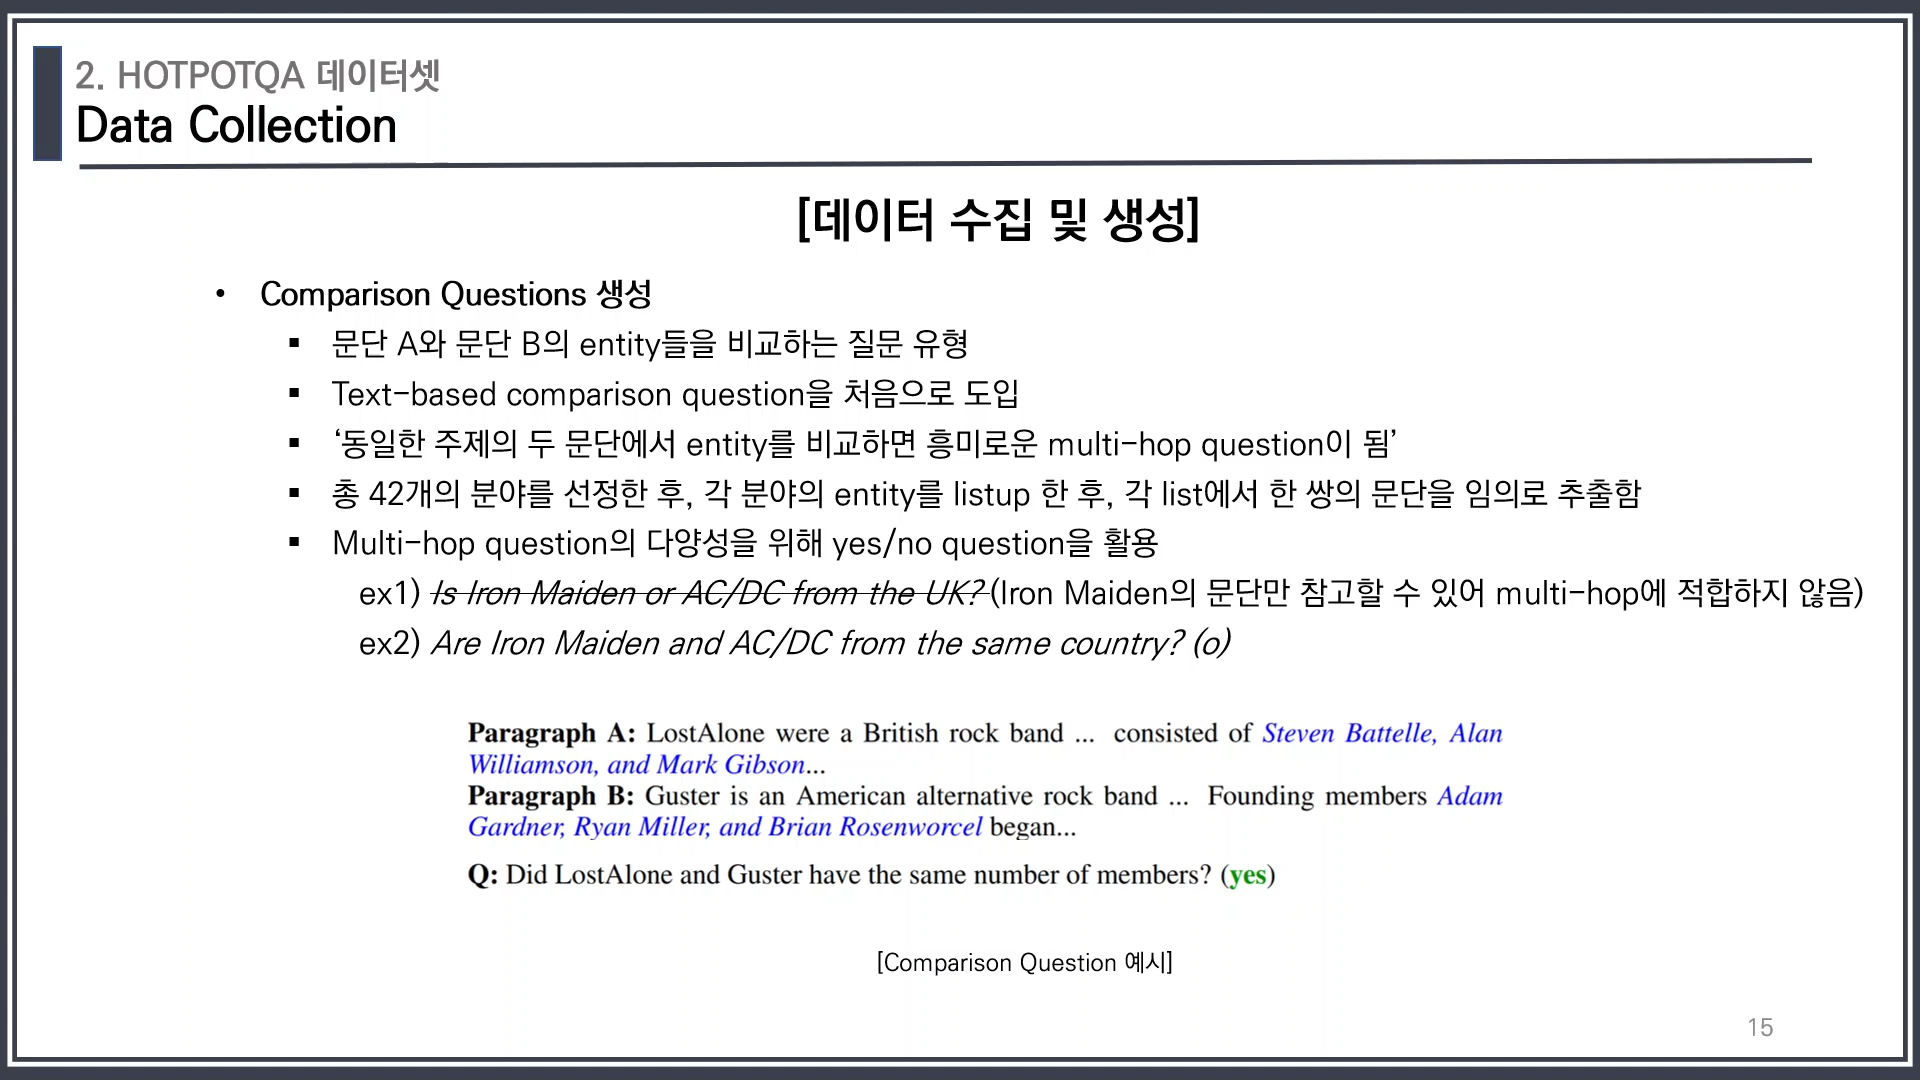 2. HOTPOTQA 데이터셋
Data Collection
[데이터 수집 및 생성]
• Comparison Questions 생성
▪ 문단 A와 문단 B의 entity들을 비교하는 질문 유형
▪ Text-based comparison question을 처음으로 도입
▪ ‘동일한 주제의 두 문단에서 entity를 비교하면 흥미로운 multi-hop question이 됨’
▪ 총 42개의 분야를 선정한 후, 각 분야의 entity를 listup 한 후, 각 list에서 한 쌍의 문단을 임의로 추출함
▪ Multi-hop question의 다양성을 위해 yes/no question을 활용
ex1) Is Iron Maiden or AC/DC from the UK? (Iron Maiden의 문단만 참고할 수 있어 multi-hop에 적합하지 않음)
ex2) Are Iron Maiden and AC/DC from the same country? (o)
Paragraph A: LostAlone were a British rock band ... consisted of Steven Battelle, Alan
Williamson, and Mark Gibson...
Paragraph B: Guster is an American alternative rock band ... Founding members Adam
Gardner, Ryan Miller, and Brian Rosenworcel began...
Q: Did LostAlone and Guster have the same number of members? (yes)
[Comparison Question 예시]
15